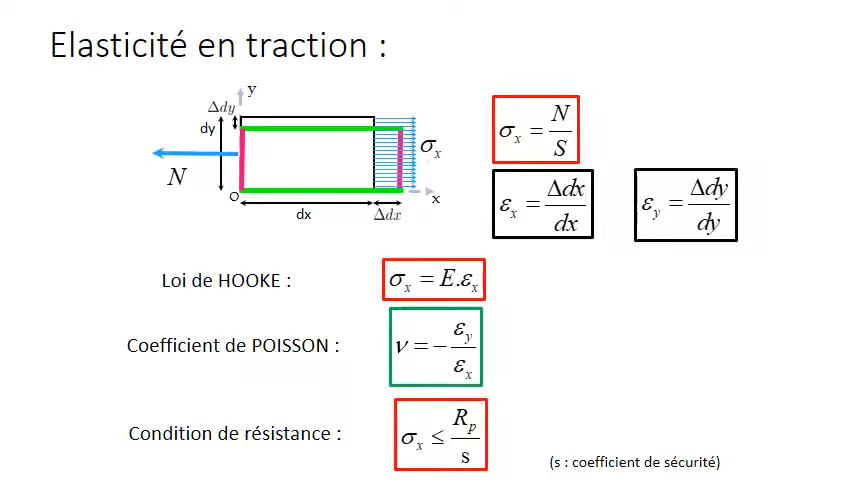 Elasticité en traction :
y
Δdy
dy
σx
N
O
x
dx
Δdx
σx = N/S
εx = Δdx/dx
εy = Δdy/dy
Loi de HOOKE :
σx = E.εx
Coefficient de POISSON :
ν = − εy/εx
Condition de résistance :
σx ≤ Rp/s
(s : coefficient de sécurité)